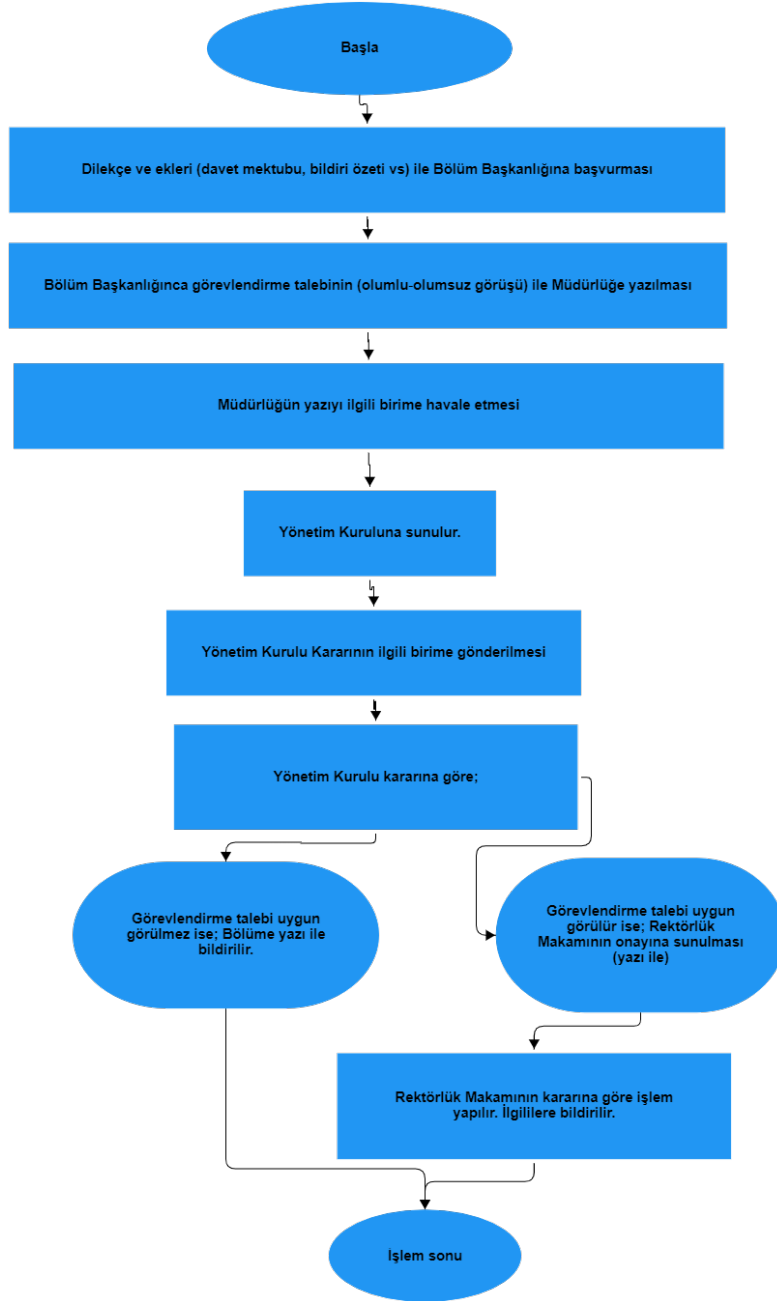 Başla
Dilekçe ve ekleri (davet mektubu, bildiri özeti vs) ile Bölüm Başkanlığına başvurması
Bölüm Başkanlığınca görevlendirme talebinin (olumlu-olumsuz görüşü) ile Müdürlüğe yazılması
Müdürlüğün yazıyı ilgili birime havale etmesi
Yönetim Kuruluna sunulur.
Yönetim Kurulu Kararının ilgili birime gönderilmesi
Yönetim Kurulu kararına göre;
Görevlendirme talebi uygun
görülmez ise; Bölüme yazı ile
bildirilir.
Görevlendirme talebi uygun
görülür ise; Rektörlük
Makamının onayına sunulması
(yazı ile)
Rektörlük Makamının kararına göre işlem
yapılır. İlgililere bildirilir.
İşlem sonu